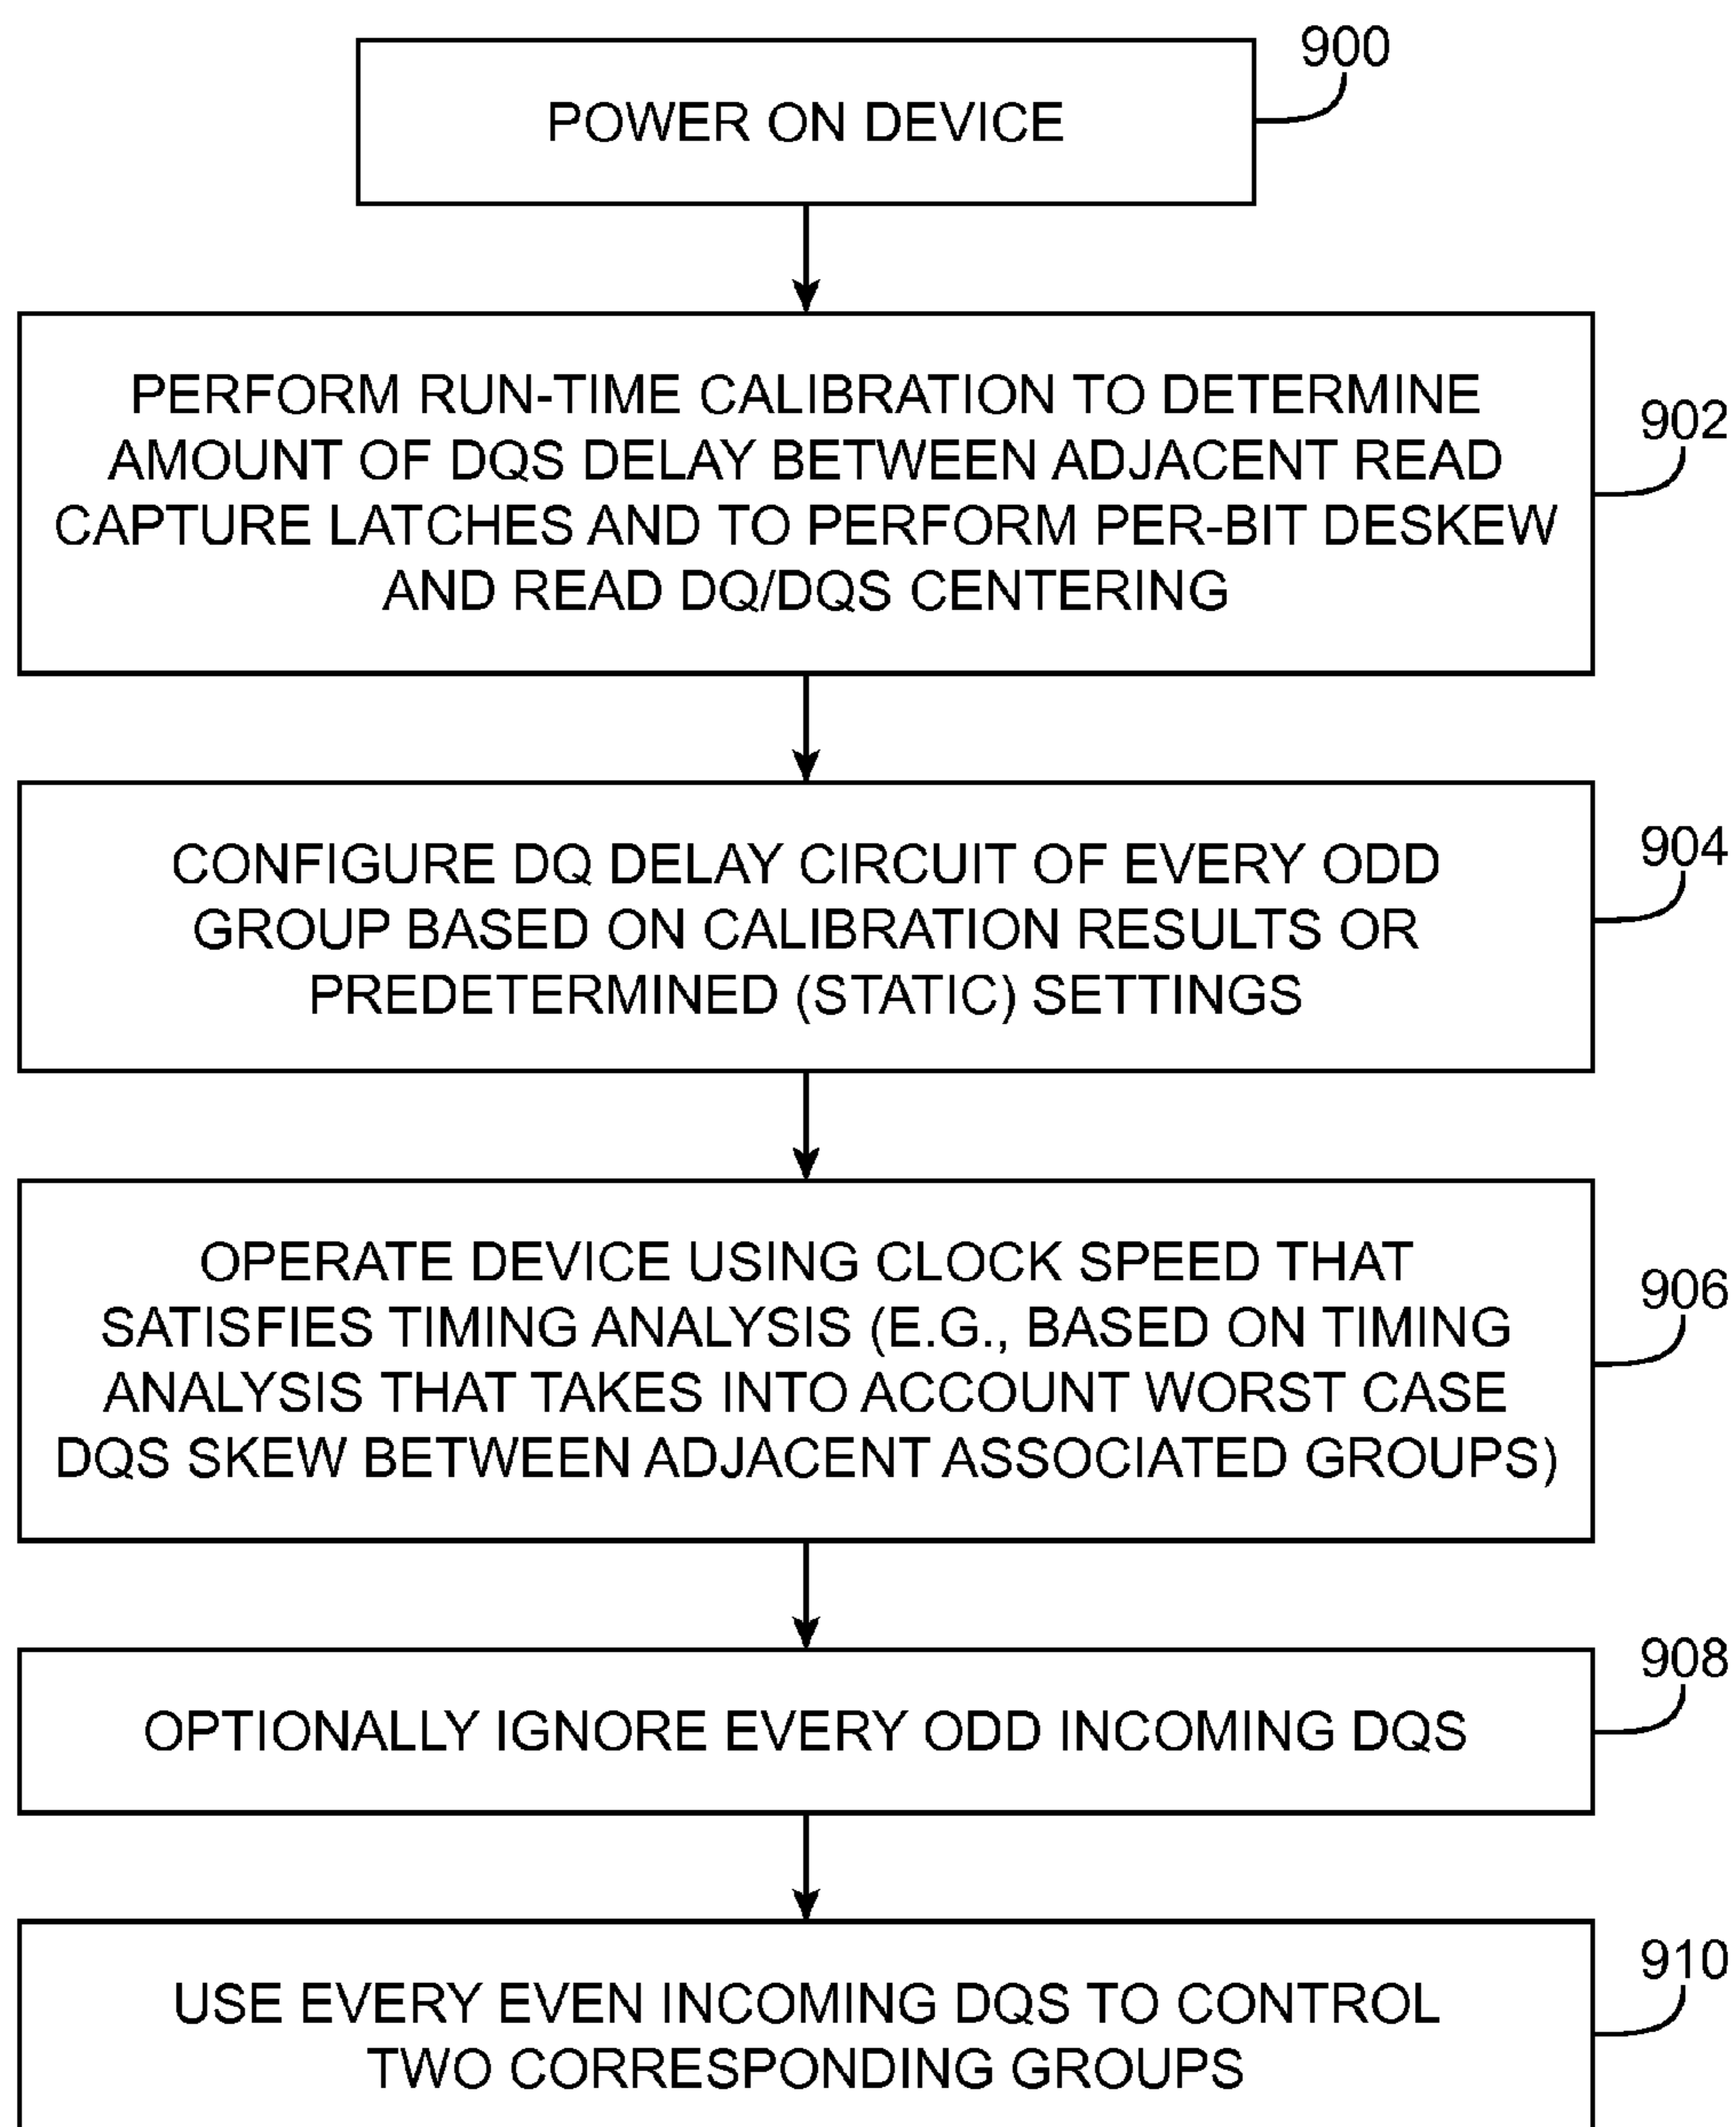 900
POWER ON DEVICE
PERFORM RUN-TIME CALIBRATION TO DETERMINE
AMOUNT OF DQS DELAY BETWEEN ADJACENT READ
CAPTURE LATCHES AND TO PERFORM PER-BIT DESKEW
AND READ DQ/DQS CENTERING
902
CONFIGURE DQ DELAY CIRCUIT OF EVERY ODD
GROUP BASED ON CALIBRATION RESULTS OR
PREDETERMINED (STATIC) SETTINGS
904
OPERATE DEVICE USING CLOCK SPEED THAT
SATISFIES TIMING ANALYSIS (E.G., BASED ON TIMING
ANALYSIS THAT TAKES INTO ACCOUNT WORST CASE
DQS SKEW BETWEEN ADJACENT ASSOCIATED GROUPS)
906
OPTIONALLY IGNORE EVERY ODD INCOMING DQS
908
USE EVERY EVEN INCOMING DQS TO CONTROL
TWO CORRESPONDING GROUPS
910